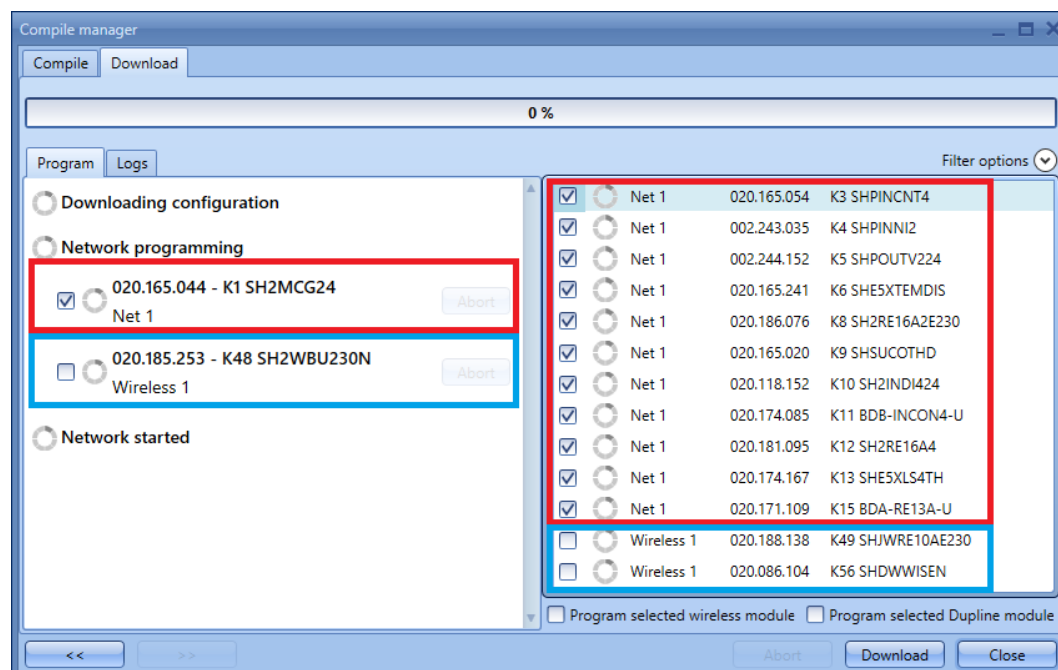 Compile manager
Compile Download
0 %
Program Logs
Filter options
Downloading configuration
Network programming
020.165.044 - K1 SH2MCG24
Net 1
Abort
020.185.253 - K48 SH2WBU230N
Wireless 1
Abort
Network started
Net 1 020.165.054 K3 SHPINCNT4
Net 1 002.243.035 K4 SHPINNI2
Net 1 002.244.152 K5 SHPOUTV224
Net 1 020.165.241 K6 SHE5XTEMDIS
Net 1 020.186.076 K8 SH2RE16A2E230
Net 1 020.165.020 K9 SHSUCOTHD
Net 1 020.118.152 K10 SH2INDI424
Net 1 020.174.085 K11 BDB-INCON4-U
Net 1 020.181.095 K12 SH2RE16A4
Net 1 020.174.167 K13 SHE5XLS4TH
Net 1 020.171.109 K15 BDA-RE13A-U
Wireless 1 020.188.138 K49 SHJWRE10AE230
Wireless 1 020.086.104 K56 SHDWWISEN
Program selected wireless module Program selected Dupline module
<< >> Abort Download Close